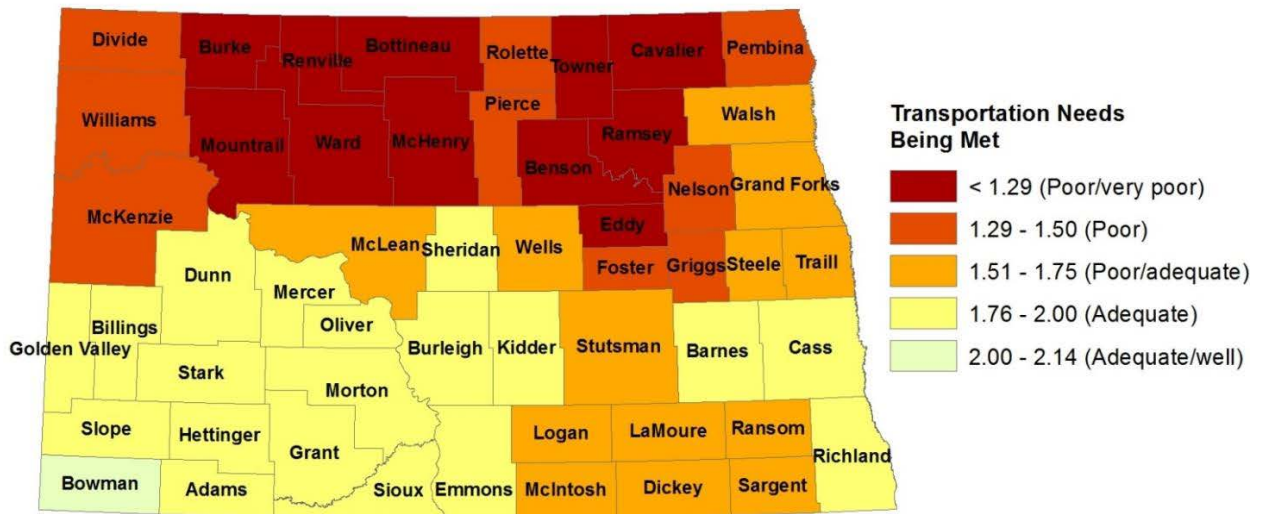 Divide
Burke
Renville
Bottineau
Rolette
Towner
Cavalier
Pembina
Williams
Mountrail
Ward
McHenry
Pierce
Benson
Ramsey
Walsh
McKenzie
Nelson
Grand Forks
Eddy
McLean
Sheridan
Wells
Foster
Griggs
Steele
Traill
Dunn
Mercer
Oliver
Golden Valley
Billings
Stark
Morton
Burleigh
Kidder
Stutsman
Barnes
Cass
Slope
Hettinger
Grant
Logan
LaMoure
Ransom
Richland
Bowman
Adams
Sioux
Emmons
McIntosh
Dickey
Sargent
Transportation Needs
Being Met
< 1.29 (Poor/very poor)
1.29 - 1.50 (Poor)
1.51 - 1.75 (Poor/adequate)
1.76 - 2.00 (Adequate)
2.00 - 2.14 (Adequate/well)